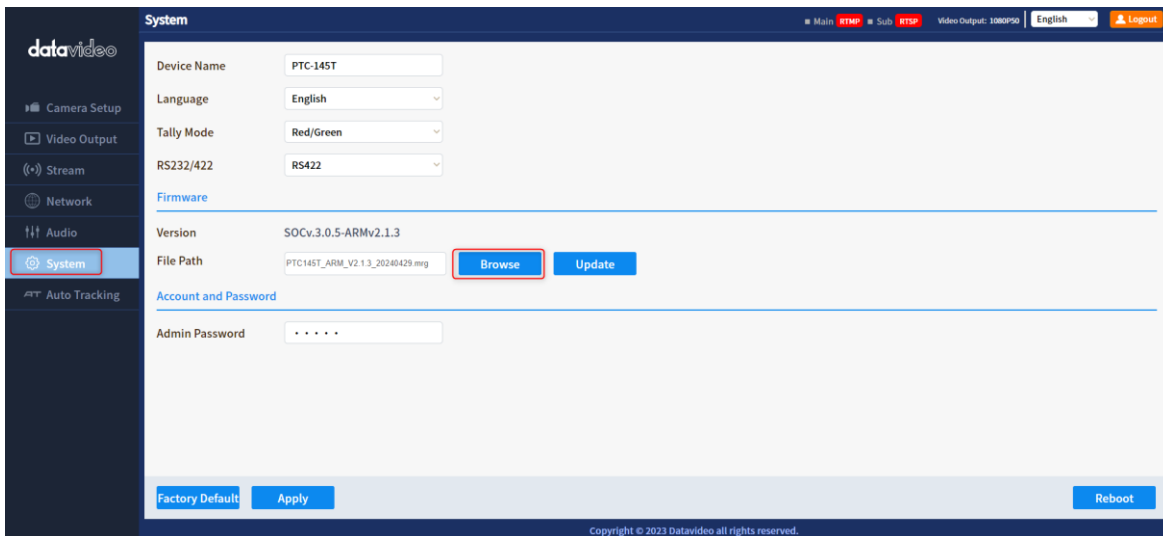 System
Main RTMP Sub RTSP Video Output: 1080P50 English Logout
datavideo
Camera Setup
Video Output
Stream
Network
Audio
System
Auto Tracking
Device Name PTC-145T
Language English
Tally Mode Red/Green
RS232/422 RS422
Firmware
Version SOCv.3.0.5-ARMv2.1.3
File Path PTC145T_ARM_V2.1.3_20240429.mrg Browse Update
Account and Password
Admin Password •••••
Factory Default Apply Reboot
Copyright © 2023 Datavideo all rights reserved.